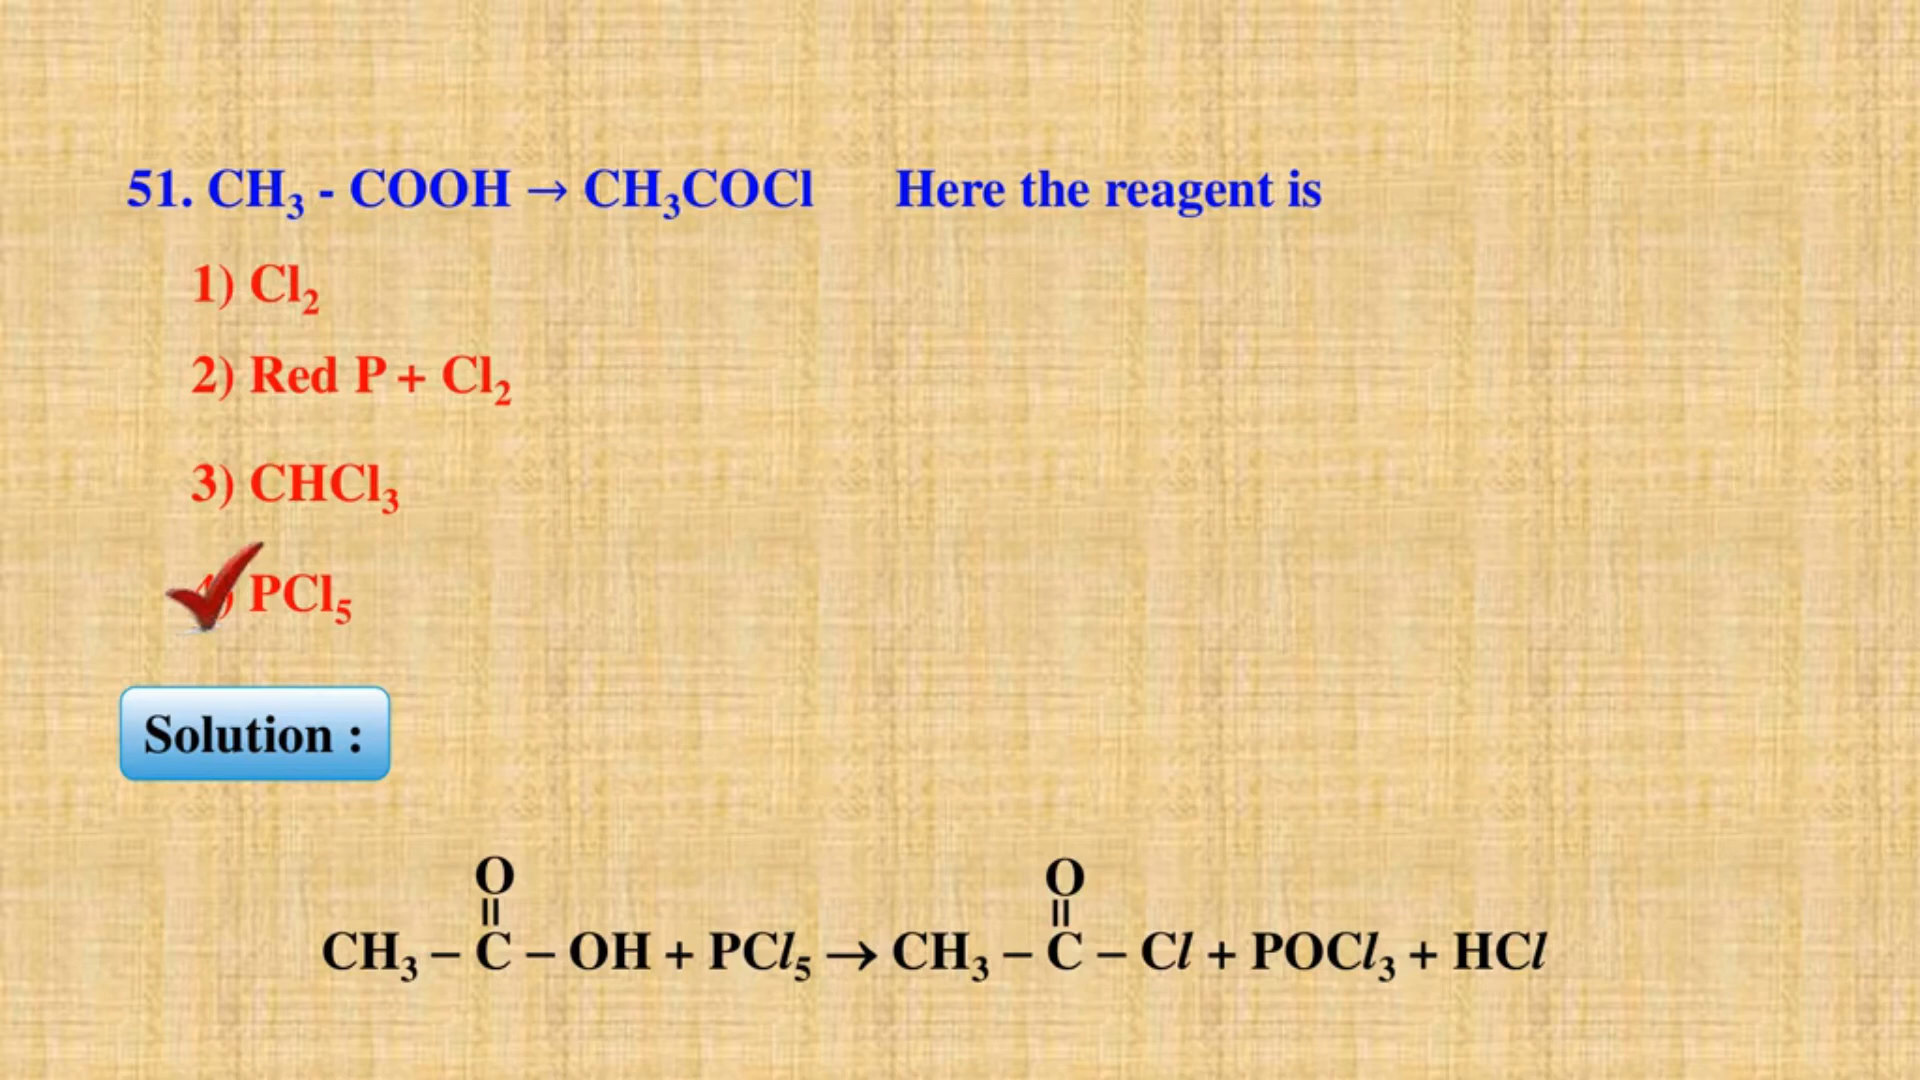 51. CH₃ - COOH → CH₃COCl Here the reagent is
1) Cl₂
2) Red P + Cl₂
3) CHCl₃
4) PCl₅
Solution :
O O
|| ||
CH₃ – C – OH + PCl₅ → CH₃ – C – Cl + POCl₃ + HCl